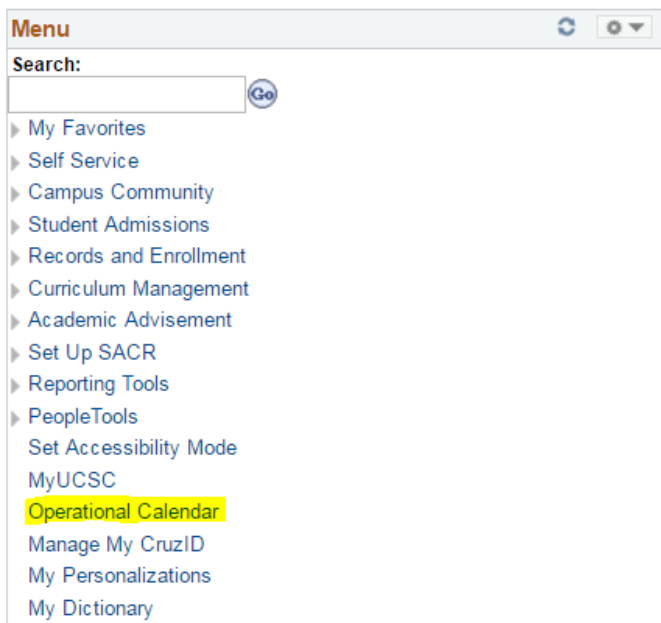 Menu
Search:
Go
My Favorites
Self Service
Campus Community
Student Admissions
Records and Enrollment
Curriculum Management
Academic Advisement
Set Up SACR
Reporting Tools
PeopleTools
Set Accessibility Mode
MyUCSC
Operational Calendar
Manage My CruzID
My Personalizations
My Dictionary